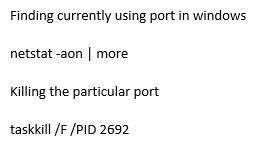 Finding currently using port in windows
netstat -aon | more
Killing the particular port
taskkill /F /PID 2692